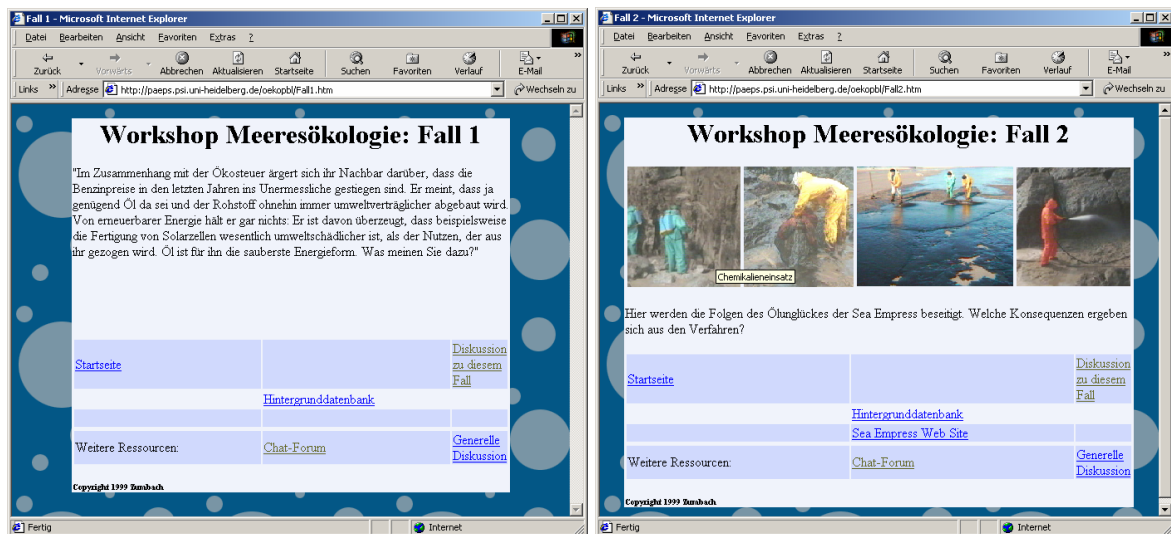 Fall 1 - Microsoft Internet Explorer
Datei Bearbeiten Ansicht Favoriten Extras ?
Zurück Vorwärts Abbrechen Aktualisieren Startseite Suchen Favoriten Verlauf E-Mail
Links » Adresse http://paeps.psi.uni-heidelberg.de/oekopbl/Fall1.htm Wechseln zu
Workshop Meeresökologie: Fall 1
"Im Zusammenhang mit der Ökosteuer ärgert sich ihr Nachbar darüber, dass die
Benzinpreise in den letzten Jahren ins Unermessliche gestiegen sind. Er meint, dass ja
genügend Öl da sei und der Rohstoff ohnehin immer umweltverträglicher abgebaut wird.
Von erneuerbarer Energie hält er gar nichts: Er ist davon überzeugt, dass beispielsweise
die Fertigung von Solarzellen wesentlich umweltschädlicher ist, als der Nutzen, der aus
ihr gezogen wird. Öl ist für ihn die sauberste Energieform. Was meinen Sie dazu?"
Startseite
Diskussion
zu diesem
Fall
Hintergrunddatenbank
Weitere Ressourcen:
Chat-Forum
Generelle
Diskussion
Copyright 1999 Zumbach
Fertig
Internet
Fall 2 - Microsoft Internet Explorer
Datei Bearbeiten Ansicht Favoriten Extras ?
Zurück Vorwärts Abbrechen Aktualisieren Startseite Suchen Favoriten Verlauf E-Mail
Links » Adresse http://paeps.psi.uni-heidelberg.de/oekopbl/Fall2.htm Wechseln zu
Workshop Meeresökologie: Fall 2
Chemikalieneinsatz
Hier werden die Folgen des Ölunglückes der Sea Empress beseitigt. Welche Konsequenzen ergeben
sich aus den Verfahren?
Startseite
Diskussion
zu diesem
Fall
Hintergrunddatenbank
Sea Empress Web Site
Weitere Ressourcen:
Chat-Forum
Generelle
Diskussion
Copyright 1999 Zumbach
Fertig
Internet